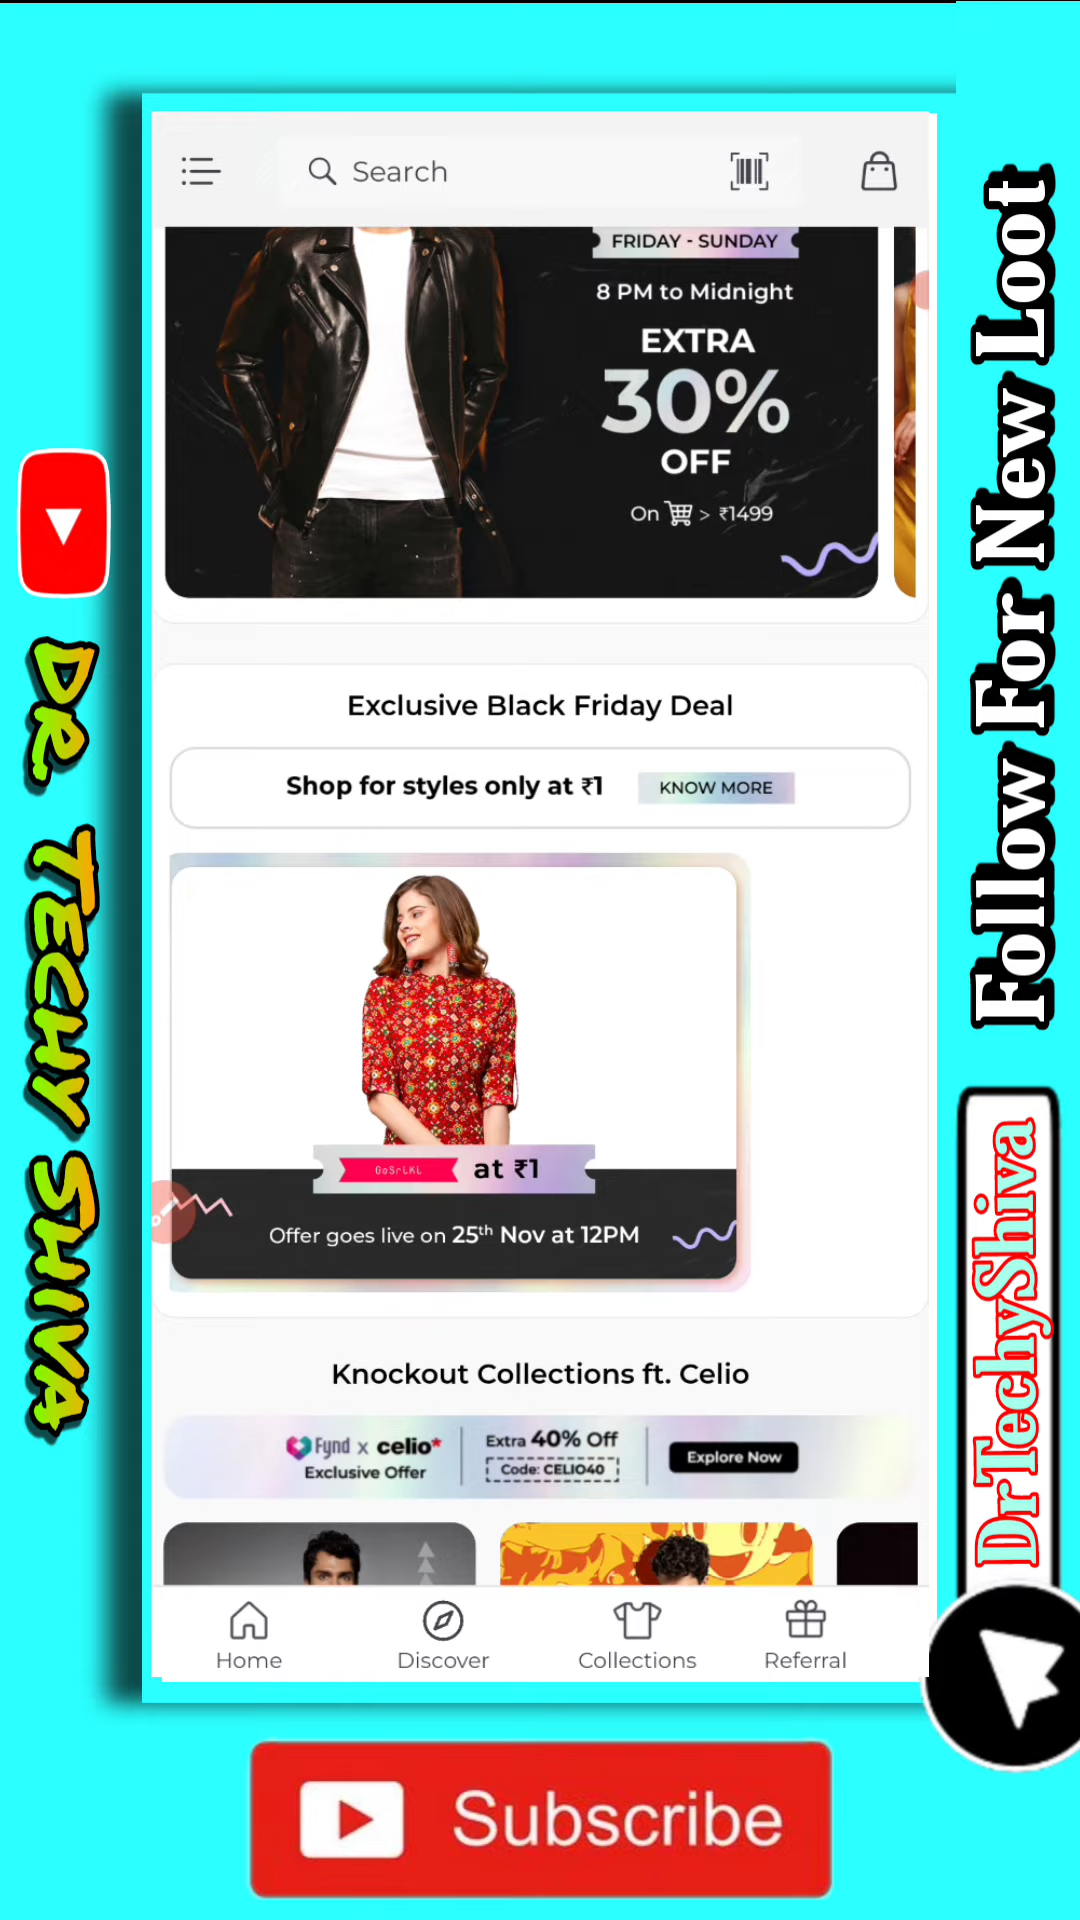 Search
FRIDAY - SUNDAY
8 PM to Midnight
EXTRA
30%
OFF
On > ₹1499
Exclusive Black Friday Deal
Shop for styles only at ₹1
KNOW MORE
GoSriKi at ₹1
Offer goes live on 25th Nov at 12PM
Knockout Collections ft. Celio
Fynd x celio*
Exclusive Offer
Extra 40% Off
Code: CELIO40
Explore Now
Home
Discover
Collections
Referral
DR TECHY SHIVA
Follow For New Loot
DrTechyShiva
Subscribe